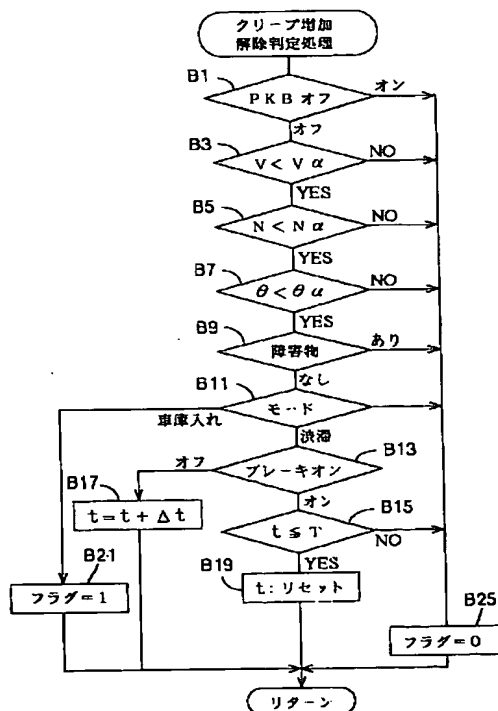 クリープ増加
解除判定処理
B1
PKBオフ
オン
オフ
B3
V<Vα
NO
YES
B5
N<Nα
NO
YES
B7
θ<θα
NO
YES
B9
障害物
あり
なし
B11
モード
車庫入れ
渋滞
B13
ブレーキオン
オフ
オン
B17
t=t+Δt
B15
t≦T
NO
YES
B19
t:リセット
B21
フラグ=1
B25
フラグ=0
リターン